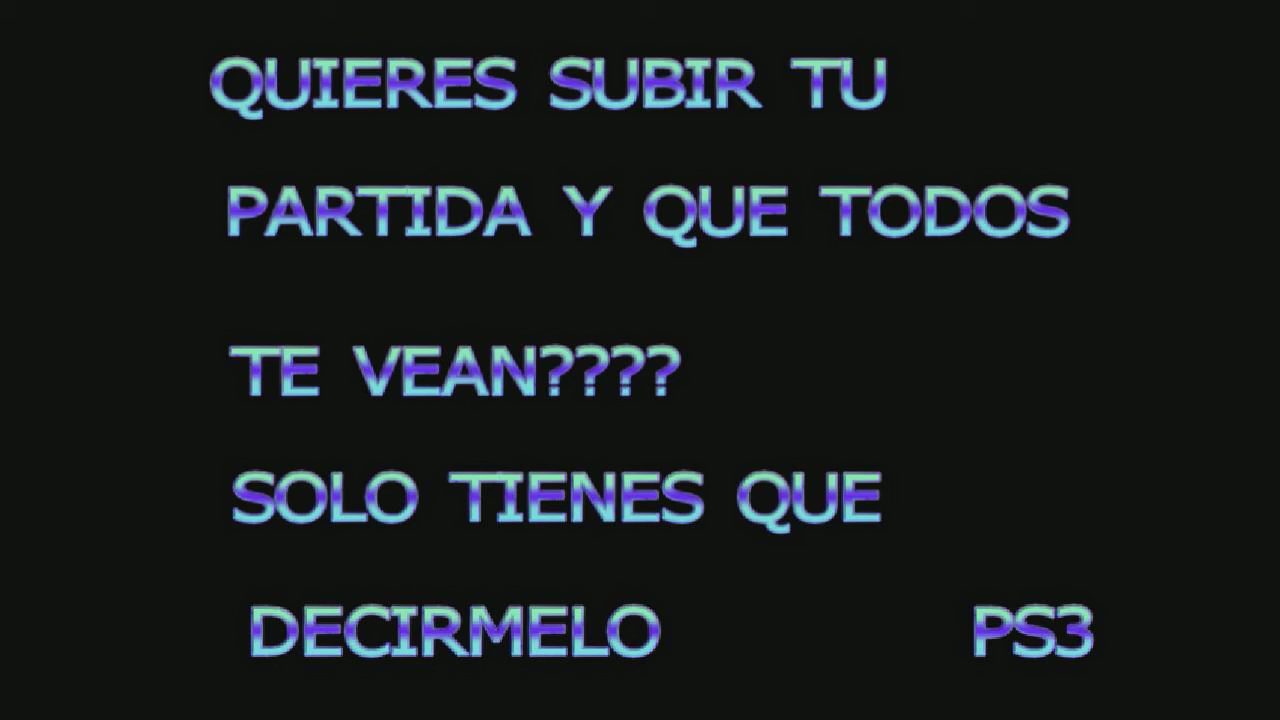 QUIERES SUBIR TU
PARTIDA Y QUE TODOS
TE VEAN????
SOLO TIENES QUE
DECIRMELO PS3